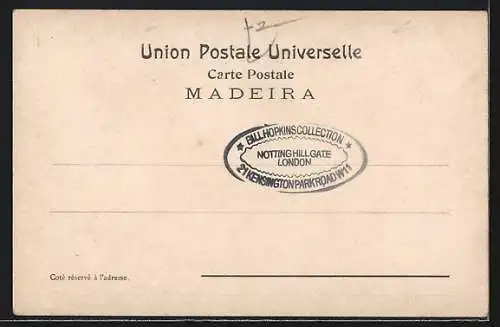 Union Postale Universelle
Carte Postale
MADEIRA
★ BILL HOPKINS COLLECTION ★
NOTTING HILL GATE
LONDON
21 KENSINGTON PARK ROAD W11
Coté réservé à l'adresse.